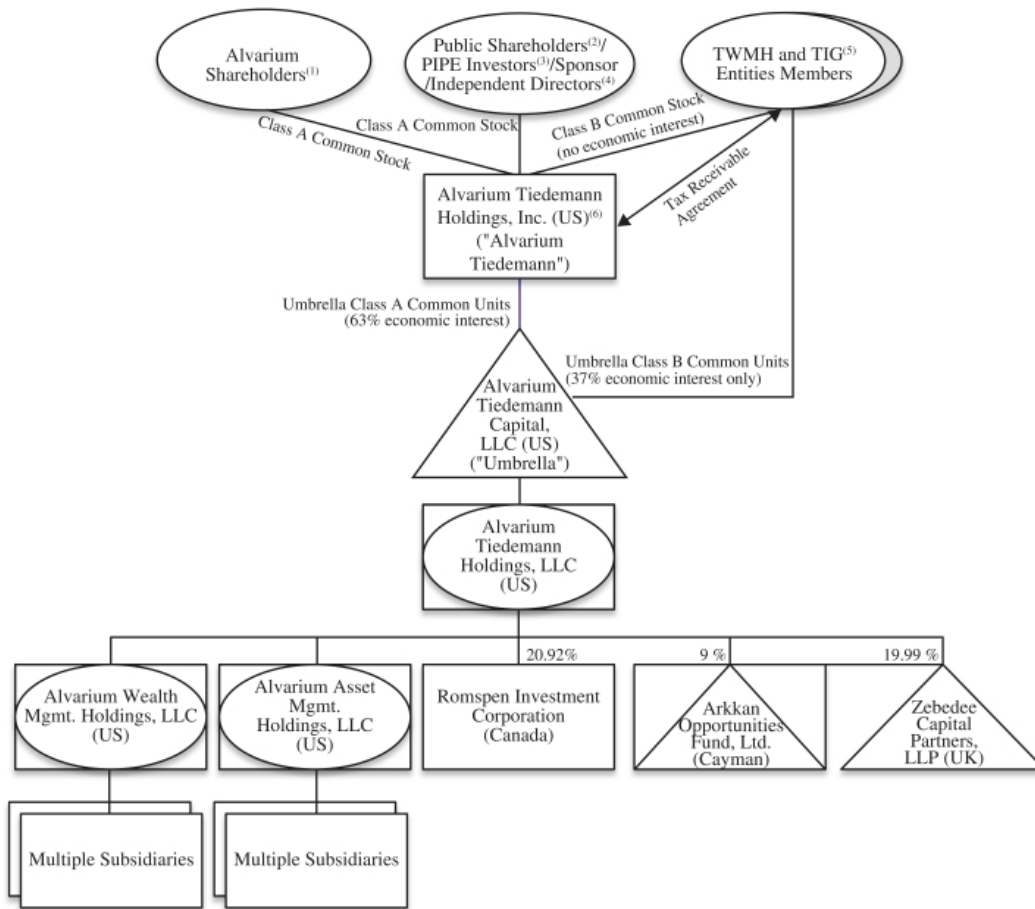 Alvarium
Shareholders(1)
Public Shareholders(2)/
PIPE Investors(3)/Sponsor
/Independent Directors(4)
TWMH and TIG(5)
Entities Members
Class A Common Stock
Class A Common Stock
Class B Common Stock
(no economic interest)
Tax Receivable
Agreement
Alvarium Tiedemann
Holdings, Inc. (US)(6)
("Alvarium
Tiedemann")
Umbrella Class A Common Units
(63% economic interest)
Umbrella Class B Common Units
(37% economic interest only)
Alvarium
Tiedemann
Capital,
LLC (US)
("Umbrella")
Alvarium
Tiedemann
Holdings, LLC
(US)
20.92%
9 %
19.99 %
Alvarium Wealth
Mgmt. Holdings, LLC
(US)
Alvarium Asset
Mgmt.
Holdings, LLC
(US)
Romspen Investment
Corporation
(Canada)
Arkkan
Opportunities
Fund, Ltd.
(Cayman)
Zebedee
Capital
Partners,
LLP (UK)
Multiple Subsidiaries
Multiple Subsidiaries